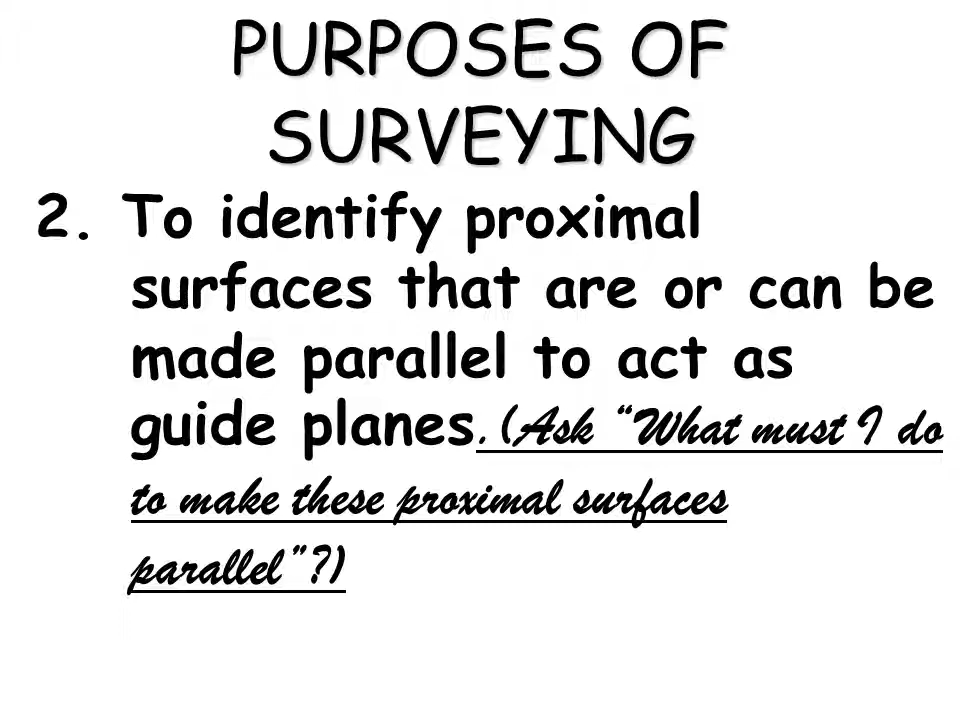 PURPOSES OF
SURVEYING
2. To identify proximal
surfaces that are or can be
made parallel to act as
guide planes. (Ask “What must I do
to make these proximal surfaces
parallel”?)